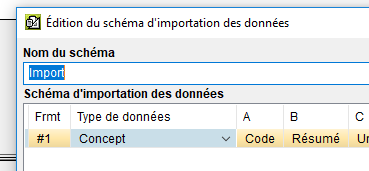 Édition du schéma d'importation des données
Nom du schéma
Import
Schéma d'importation des données
Frmt Type de données A B C
#1 Concept Code Résumé